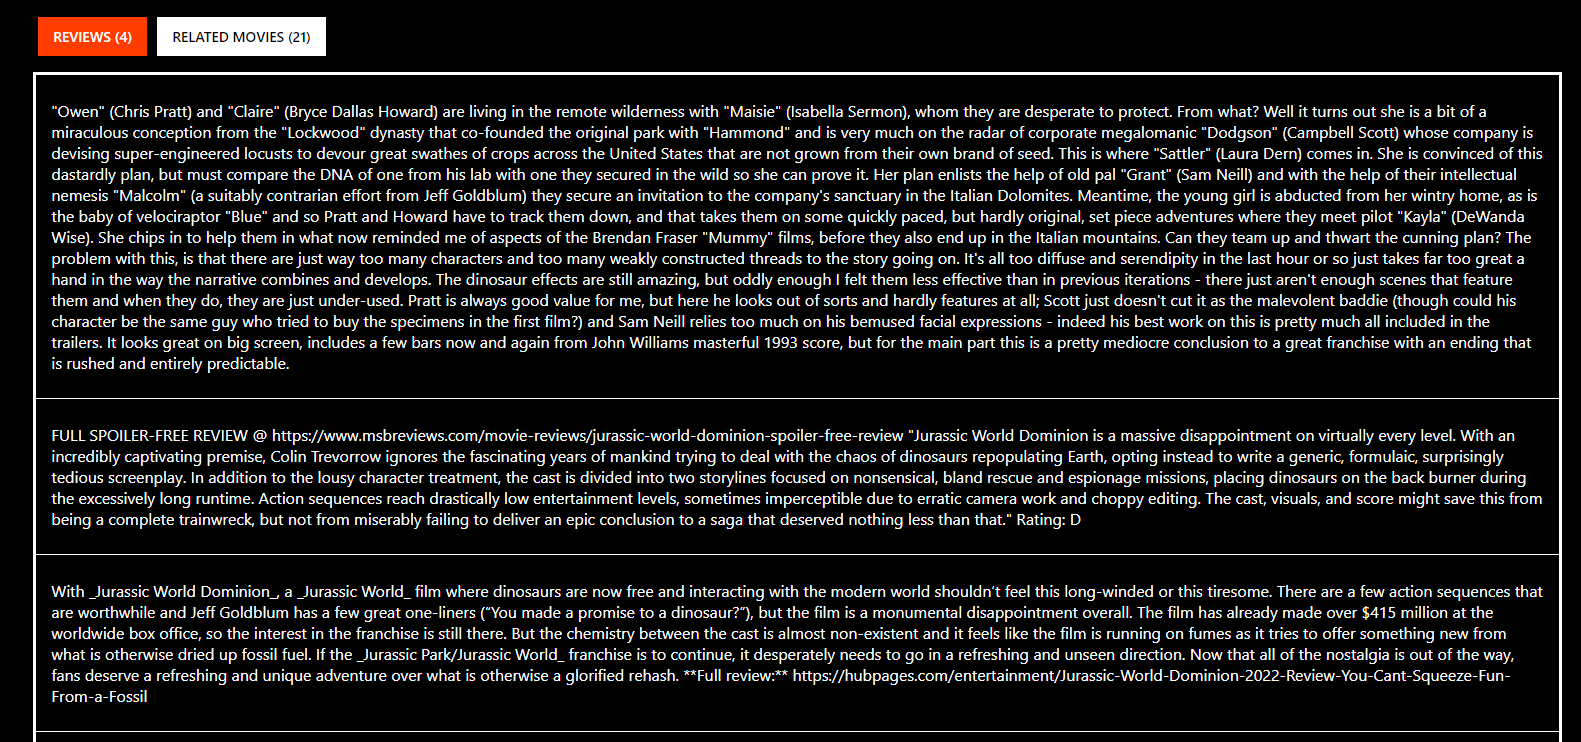 REVIEWS (4)
RELATED MOVIES (21)
"Owen" (Chris Pratt) and "Claire" (Bryce Dallas Howard) are living in the remote wilderness with "Maisie" (Isabella Sermon), whom they are desperate to protect. From what? Well it turns out she is a bit of a
miraculous conception from the "Lockwood" dynasty that co-founded the original park with "Hammond" and is very much on the radar of corporate megalomanic "Dodgson" (Campbell Scott) whose company is
devising super-engineered locusts to devour great swathes of crops across the United States that are not grown from their own brand of seed. This is where "Sattler" (Laura Dern) comes in. She is convinced of this
dastardly plan, but must compare the DNA of one from his lab with one they secured in the wild so she can prove it. Her plan enlists the help of old pal "Grant" (Sam Neill) and with the help of their intellectual
nemesis "Malcolm" (a suitably contrarian effort from Jeff Goldblum) they secure an invitation to the company's sanctuary in the Italian Dolomites. Meantime, the young girl is abducted from her wintry home, as is
the baby of velociraptor "Blue" and so Pratt and Howard have to track them down, and that takes them on some quickly paced, but hardly original, set piece adventures where they meet pilot "Kayla" (DeWanda
Wise). She chips in to help them in what now reminded me of aspects of the Brendan Fraser "Mummy" films, before they also end up in the Italian mountains. Can they team up and thwart the cunning plan? The
problem with this, is that there are just way too many characters and too many weakly constructed threads to the story going on. It's all too diffuse and serendipity in the last hour or so just takes far too great a
hand in the way the narrative combines and develops. The dinosaur effects are still amazing, but oddly enough I felt them less effective than in previous iterations - there just aren't enough scenes that feature
them and when they do, they are just under-used. Pratt is always good value for me, but here he looks out of sorts and hardly features at all; Scott just doesn't cut it as the malevolent baddie (though could his
character be the same guy who tried to buy the specimens in the first film?) and Sam Neill relies too much on his bemused facial expressions - indeed his best work on this is pretty much all included in the
trailers. It looks great on big screen, includes a few bars now and again from John Williams masterful 1993 score, but for the main part this is a pretty mediocre conclusion to a great franchise with an ending that
is rushed and entirely predictable.
FULL SPOILER-FREE REVIEW @ https://www.msbreviews.com/movie-reviews/jurassic-world-dominion-spoiler-free-review "Jurassic World Dominion is a massive disappointment on virtually every level. With an
incredibly captivating premise, Colin Trevorrow ignores the fascinating years of mankind trying to deal with the chaos of dinosaurs repopulating Earth, opting instead to write a generic, formulaic, surprisingly
tedious screenplay. In addition to the lousy character treatment, the cast is divided into two storylines focused on nonsensical, bland rescue and espionage missions, placing dinosaurs on the back burner during
the excessively long runtime. Action sequences reach drastically low entertainment levels, sometimes imperceptible due to erratic camera work and choppy editing. The cast, visuals, and score might save this from
being a complete trainwreck, but not from miserably failing to deliver an epic conclusion to a saga that deserved nothing less than that." Rating: D
With _Jurassic World Dominion_, a _Jurassic World_ film where dinosaurs are now free and interacting with the modern world shouldn’t feel this long-winded or this tiresome. There are a few action sequences that
are worthwhile and Jeff Goldblum has a few great one-liners (“You made a promise to a dinosaur?”), but the film is a monumental disappointment overall. The film has already made over $415 million at the
worldwide box office, so the interest in the franchise is still there. But the chemistry between the cast is almost non-existent and it feels like the film is running on fumes as it tries to offer something new from
what is otherwise dried up fossil fuel. If the _Jurassic Park/Jurassic World_ franchise is to continue, it desperately needs to go in a refreshing and unseen direction. Now that all of the nostalgia is out of the way,
fans deserve a refreshing and unique adventure over what is otherwise a glorified rehash. **Full review:** https://hubpages.com/entertainment/Jurassic-World-Dominion-2022-Review-You-Cant-Squeeze-Fun-
From-a-Fossil